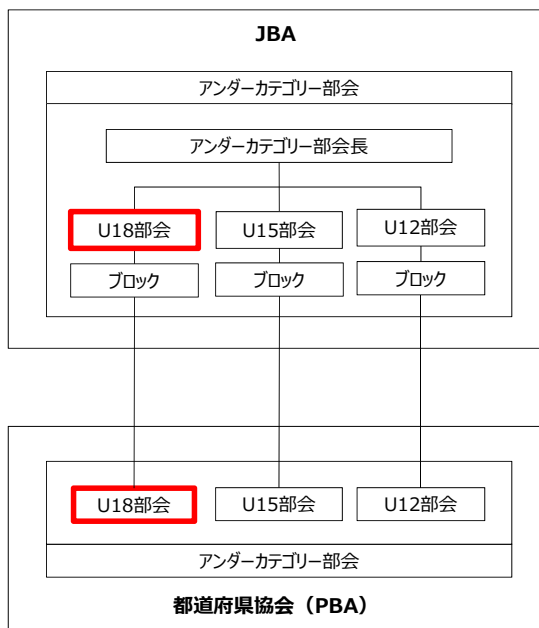 JBA
アンダーカテゴリー部会
アンダーカテゴリー部会長
U18部会 U15部会 U12部会
ブロック ブロック ブロック
U18部会 U15部会 U12部会
アンダーカテゴリー部会
都道府県協会（PBA）